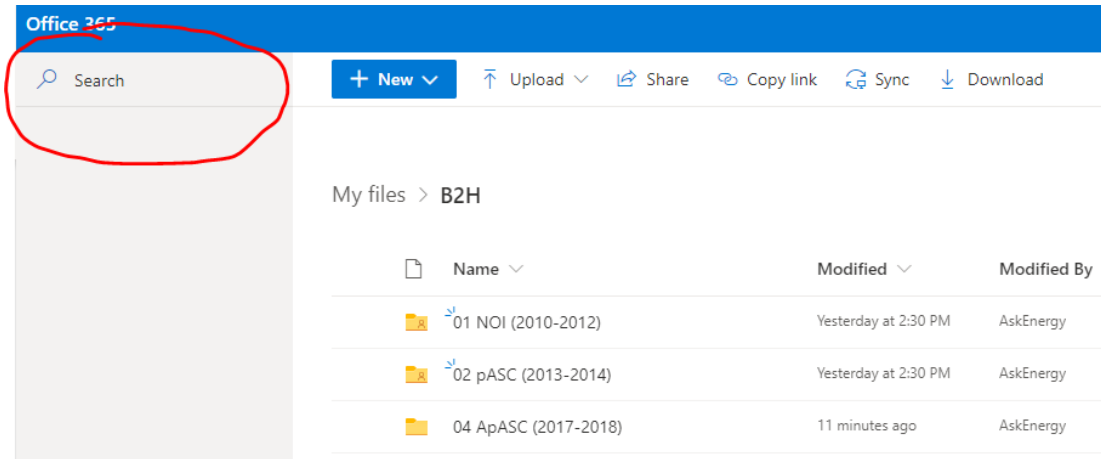 Office 365
Search
New Upload Share Copy link Sync Download
My files > B2H
Name Modified Modified By
01 NOI (2010-2012) Yesterday at 2:30 PM AskEnergy
02 pASC (2013-2014) Yesterday at 2:30 PM AskEnergy
04 ApASC (2017-2018) 11 minutes ago AskEnergy